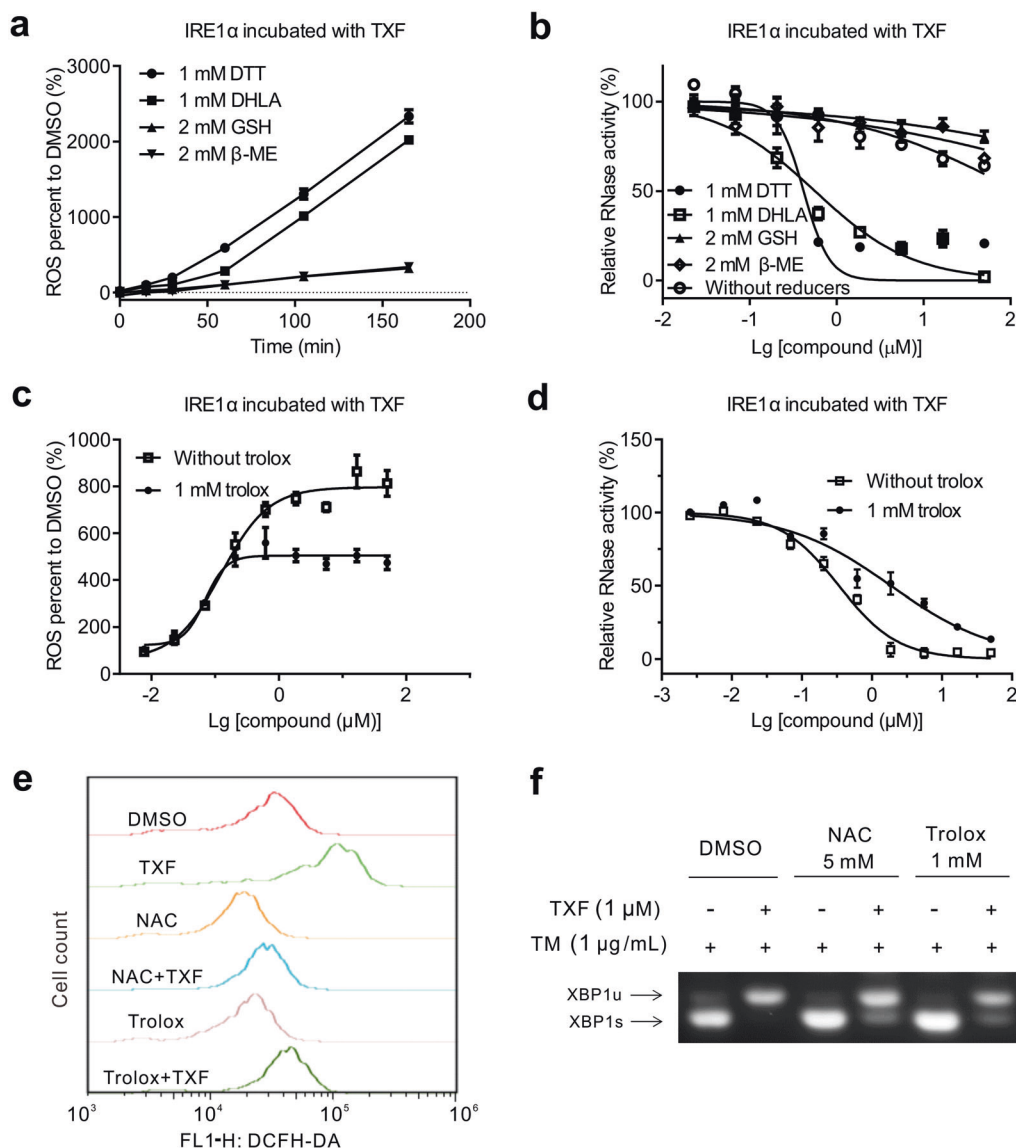 a
IRE1α incubated with TXF
ROS percent to DMSO (%)
3000
2000
1000
0
1 mM DTT
1 mM DHLA
2 mM GSH
2 mM β-ME
0
50
100
150
200
Time (min)
b
IRE1α incubated with TXF
Relative RNase activity (%)
100
50
0
1 mM DTT
1 mM DHLA
2 mM GSH
2 mM β-ME
Without reducers
-2
-1
0
1
2
Lg [compound (μM)]
c
IRE1α incubated with TXF
ROS percent to DMSO (%)
1000
800
600
400
200
0
Without trolox
1 mM trolox
-2
0
2
Lg [compound (μM)]
d
IRE1α incubated with TXF
Relative RNase activity (%)
150
100
50
0
Without trolox
1 mM trolox
-3
-2
-1
0
1
2
Lg [compound (μM)]
e
Cell count
DMSO
TXF
NAC
NAC+TXF
Trolox
Trolox+TXF
10³
10⁴
10⁵
10⁶
FL1-H: DCFH-DA
f
DMSO
NAC
5 mM
Trolox
1 mM
TXF (1 μM) - + - + - +
TM (1 μg/mL) + + + + + +
XBP1u →
XBP1s →